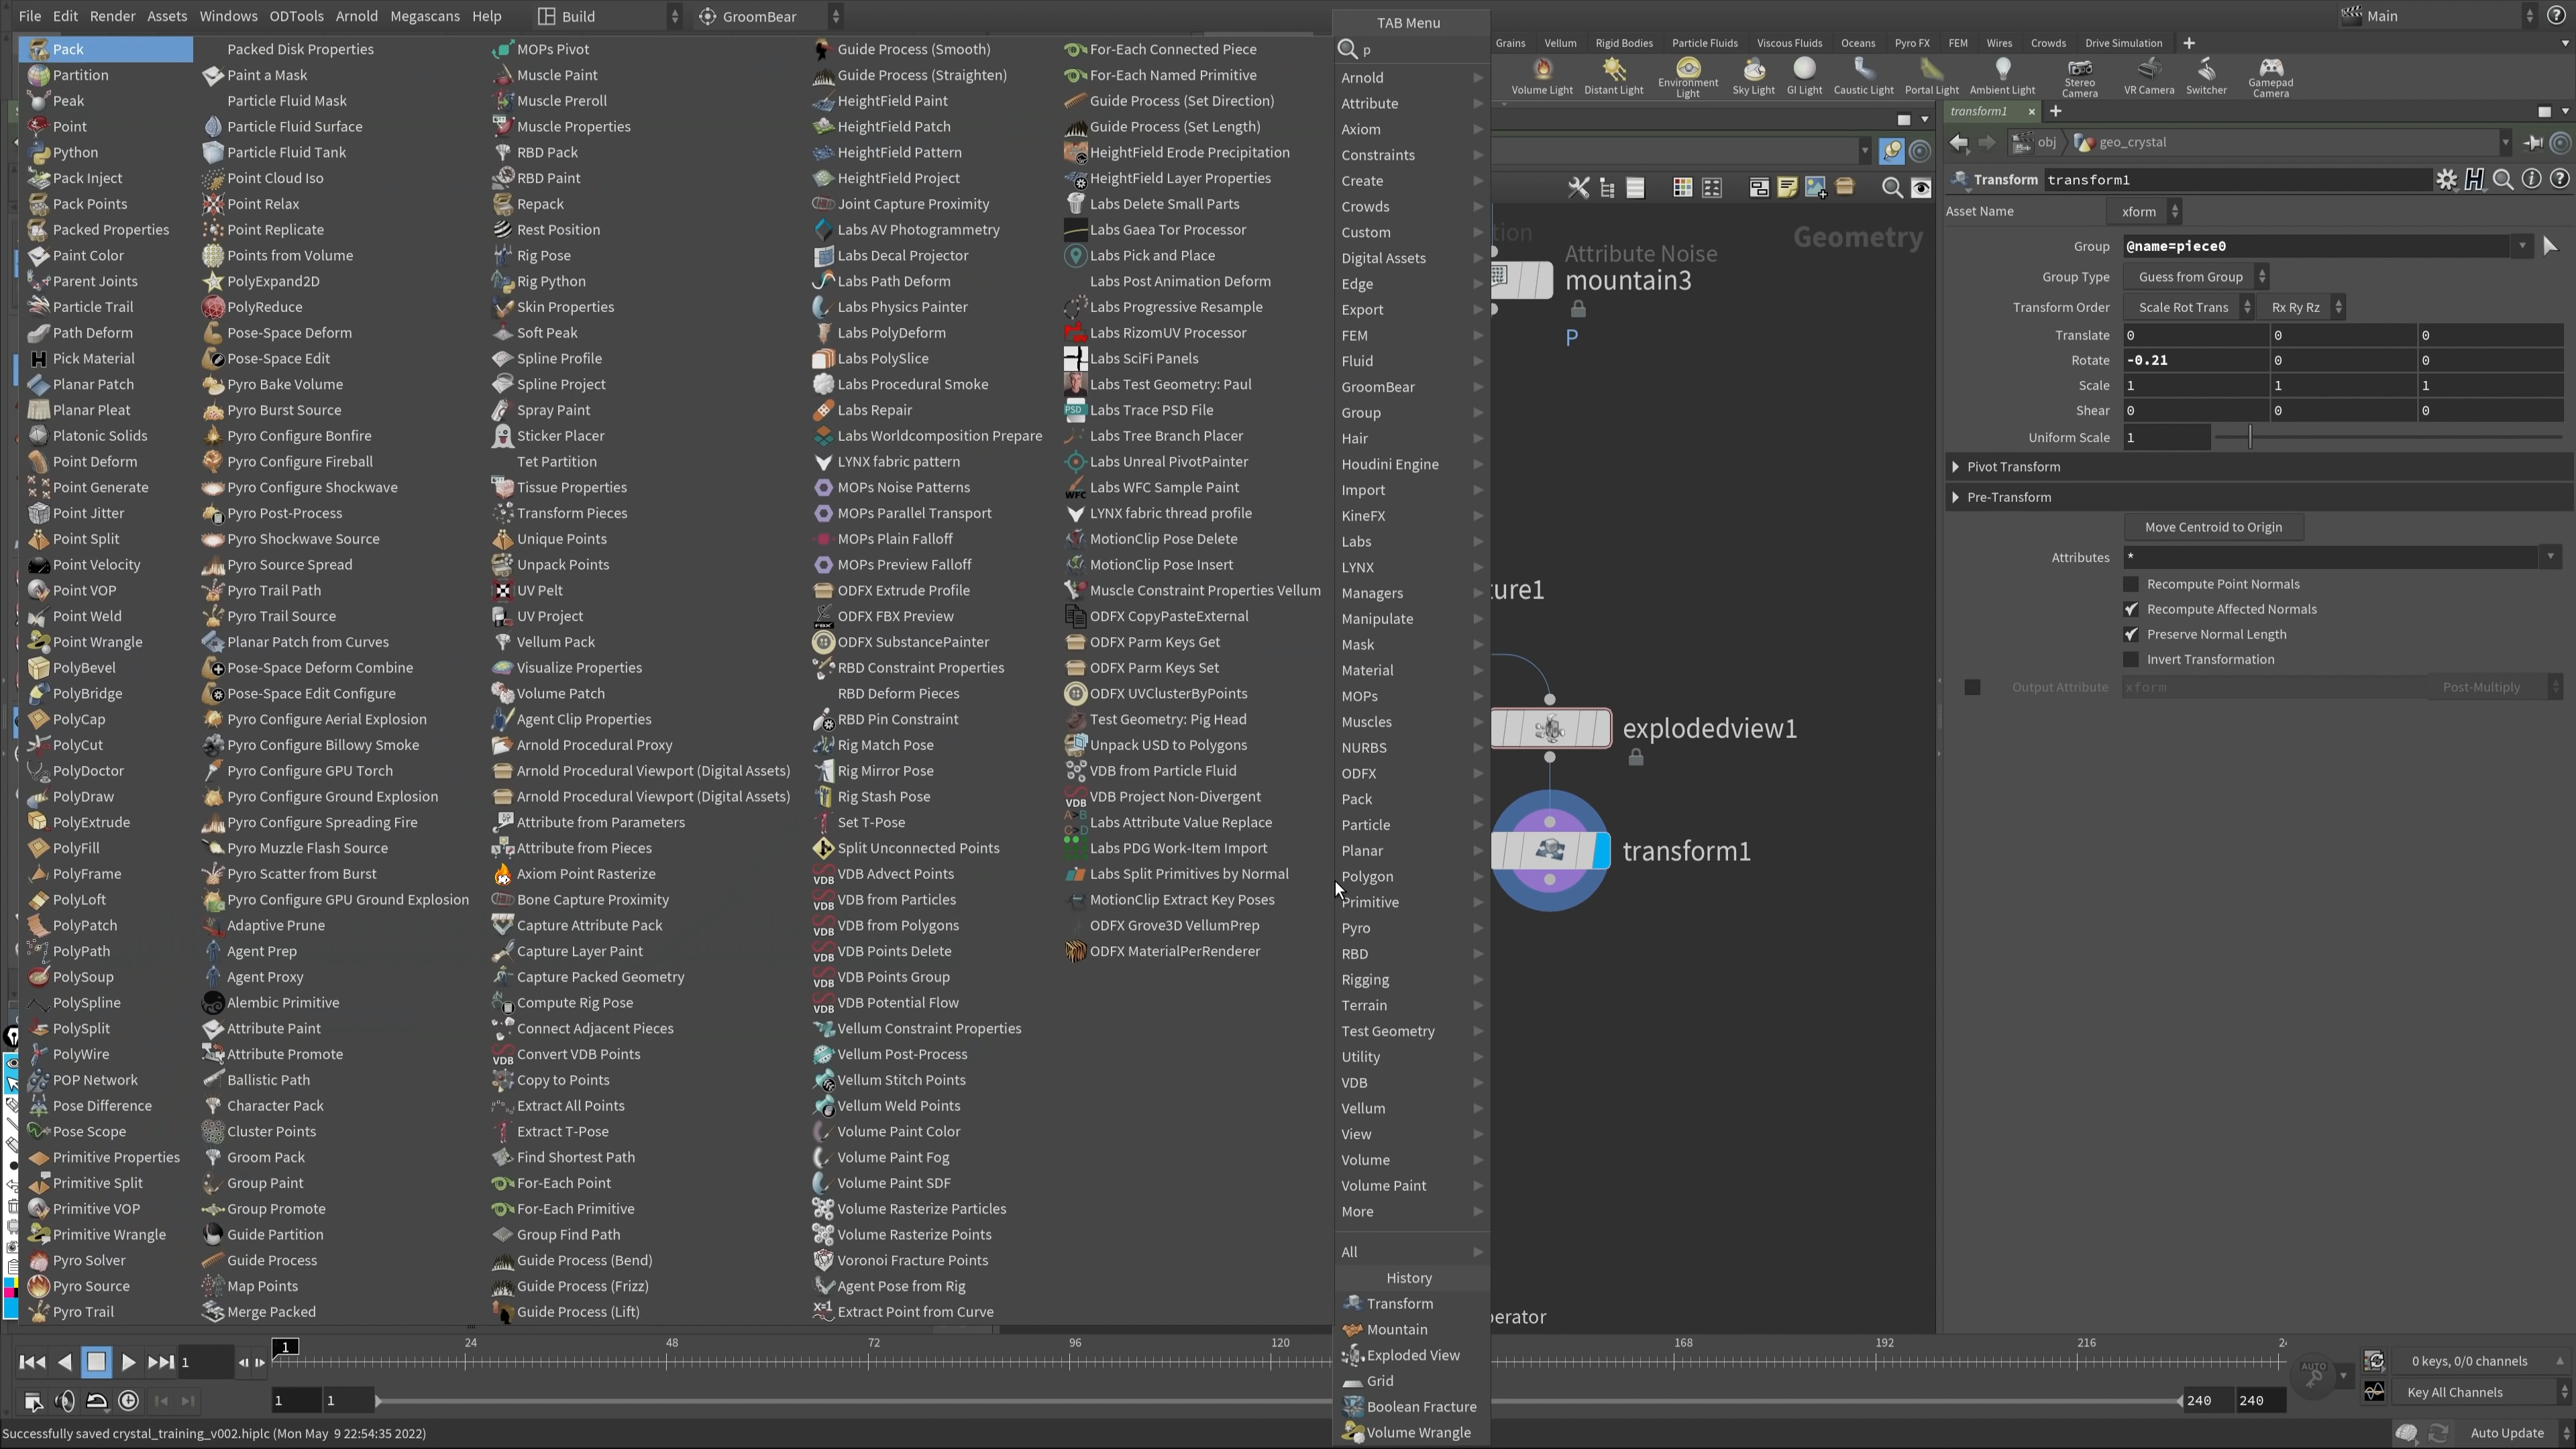 File Edit Render Assets Windows ODTools Arnold Megascans Help Build GroomBear Main
TAB Menu
p
Pack
Partition
Peak
Point
Python
Pack Inject
Pack Points
Packed Properties
Paint Color
Parent Joints
Particle Trail
Path Deform
Pick Material
Planar Patch
Planar Pleat
Platonic Solids
Point Deform
Point Generate
Point Jitter
Point Split
Point Velocity
Point VOP
Point Weld
Point Wrangle
PolyBevel
PolyBridge
PolyCap
PolyCut
PolyDoctor
PolyDraw
PolyExtrude
PolyFill
PolyFrame
PolyLoft
PolyPatch
PolyPath
PolySoup
PolySpline
PolySplit
PolyWire
POP Network
Pose Difference
Pose Scope
Primitive Properties
Primitive Split
Primitive VOP
Primitive Wrangle
Pyro Solver
Pyro Source
Pyro Trail
Packed Disk Properties
Paint a Mask
Particle Fluid Mask
Particle Fluid Surface
Particle Fluid Tank
Point Cloud Iso
Point Relax
Point Replicate
Points from Volume
PolyExpand2D
PolyReduce
Pose-Space Deform
Pose-Space Edit
Pyro Bake Volume
Pyro Burst Source
Pyro Configure Bonfire
Pyro Configure Fireball
Pyro Configure Shockwave
Pyro Post-Process
Pyro Shockwave Source
Pyro Source Spread
Pyro Trail Path
Pyro Trail Source
Planar Patch from Curves
Pose-Space Deform Combine
Pose-Space Edit Configure
Pyro Configure Aerial Explosion
Pyro Configure Billowy Smoke
Pyro Configure GPU Torch
Pyro Configure Ground Explosion
Pyro Configure Spreading Fire
Pyro Muzzle Flash Source
Pyro Scatter from Burst
Pyro Configure GPU Ground Explosion
Adaptive Prune
Agent Prep
Agent Proxy
Alembic Primitive
Attribute Paint
Attribute Promote
Ballistic Path
Character Pack
Cluster Points
Groom Pack
Group Paint
Group Promote
Guide Partition
Guide Process
Map Points
Merge Packed
MOPs Pivot
Muscle Paint
Muscle Preroll
Muscle Properties
RBD Pack
RBD Paint
Repack
Rest Position
Rig Pose
Rig Python
Skin Properties
Soft Peak
Spline Profile
Spline Project
Spray Paint
Sticker Placer
Tet Partition
Tissue Properties
Transform Pieces
Unique Points
Unpack Points
UV Pelt
UV Project
Vellum Pack
Visualize Properties
Volume Patch
Agent Clip Properties
Arnold Procedural Proxy
Arnold Procedural Viewport (Digital Assets)
Arnold Procedural Viewport (Digital Assets)
Attribute from Parameters
Attribute from Pieces
Axiom Point Rasterize
Bone Capture Proximity
Capture Attribute Pack
Capture Layer Paint
Capture Packed Geometry
Compute Rig Pose
Connect Adjacent Pieces
Convert VDB Points
Copy to Points
Extract All Points
Extract T-Pose
Find Shortest Path
For-Each Point
For-Each Primitive
Group Find Path
Guide Process (Bend)
Guide Process (Frizz)
Guide Process (Lift)
Guide Process (Smooth)
Guide Process (Straighten)
HeightField Paint
HeightField Patch
HeightField Pattern
HeightField Project
Joint Capture Proximity
Labs AV Photogrammetry
Labs Decal Projector
Labs Path Deform
Labs Physics Painter
Labs PolyDeform
Labs PolySlice
Labs Procedural Smoke
Labs Repair
Labs Worldcomposition Prepare
LYNX fabric pattern
MOPs Noise Patterns
MOPs Parallel Transport
MOPs Plain Falloff
MOPs Preview Falloff
ODFX Extrude Profile
ODFX FBX Preview
ODFX SubstancePainter
RBD Constraint Properties
RBD Deform Pieces
RBD Pin Constraint
Rig Match Pose
Rig Mirror Pose
Rig Stash Pose
Set T-Pose
Split Unconnected Points
VDB Advect Points
VDB from Particles
VDB from Polygons
VDB Points Delete
VDB Points Group
VDB Potential Flow
Vellum Constraint Properties
Vellum Post-Process
Vellum Stitch Points
Vellum Weld Points
Volume Paint Color
Volume Paint Fog
Volume Paint SDF
Volume Rasterize Particles
Volume Rasterize Points
Voronoi Fracture Points
Agent Pose from Rig
Extract Point from Curve
For-Each Connected Piece
For-Each Named Primitive
Guide Process (Set Direction)
Guide Process (Set Length)
HeightField Erode Precipitation
HeightField Layer Properties
Labs Delete Small Parts
Labs Gaea Tor Processor
Labs Pick and Place
Labs Post Animation Deform
Labs Progressive Resample
Labs RizomUV Processor
Labs SciFi Panels
Labs Test Geometry: Paul
Labs Trace PSD File
Labs Tree Branch Placer
Labs Unreal PivotPainter
Labs WFC Sample Paint
LYNX fabric thread profile
MotionClip Pose Delete
MotionClip Pose Insert
Muscle Constraint Properties Vellum
ODFX CopyPasteExternal
ODFX Parm Keys Get
ODFX Parm Keys Set
ODFX UVClusterByPoints
Test Geometry: Pig Head
Unpack USD to Polygons
VDB from Particle Fluid
VDB Project Non-Divergent
Labs Attribute Value Replace
Labs PDG Work-Item Import
Labs Split Primitives by Normal
MotionClip Extract Key Poses
ODFX Grove3D VellumPrep
ODFX MaterialPerRenderer
Arnold
Attribute
Axiom
Constraints
Create
Crowds
Custom
Digital Assets
Edge
Export
FEM
Fluid
GroomBear
Group
Hair
Houdini Engine
Import
KineFX
Labs
LYNX
Managers
Manipulate
Mask
Material
MOPs
Muscles
NURBS
ODFX
Pack
Particle
Planar
Polygon
Primitive
Pyro
RBD
Rigging
Terrain
Test Geometry
Utility
VDB
Vellum
View
Volume
Volume Paint
More
All
History
Transform
Mountain
Exploded View
Grid
Boolean Fracture
Volume Wrangle
Grains Vellum Rigid Bodies Particle Fluids Viscous Fluids Oceans Pyro FX FEM Wires Crowds Drive Simulation
Volume Light Distant Light Environment Light Sky Light GI Light Caustic Light Portal Light Ambient Light Stereo Camera VR Camera Switcher Gamepad Camera
tion
Attribute Noise
mountain3
P
Geometry
ture1
explodedview1
transform1
erator
transform1
obj geo_crystal
Transform transform1
Asset Name xform
Group @name=piece0
Group Type Guess from Group
Transform Order Scale Rot Trans Rx Ry Rz
Translate 0 0 0
Rotate -0.21 0 0
Scale 1 1 1
Shear 0 0 0
Uniform Scale 1
Pivot Transform
Pre-Transform
Move Centroid to Origin
Attributes *
Recompute Point Normals
Recompute Affected Normals
Preserve Normal Length
Invert Transformation
Output Attribute xform Post-Multiply
1 1 24 48 72 96 120 168 192 216 24
1 1 240 240
AUTO
0 keys, 0/0 channels
Key All Channels
Successfully saved crystal_training_v002.hiplc (Mon May 9 22:54:35 2022)
Auto Update